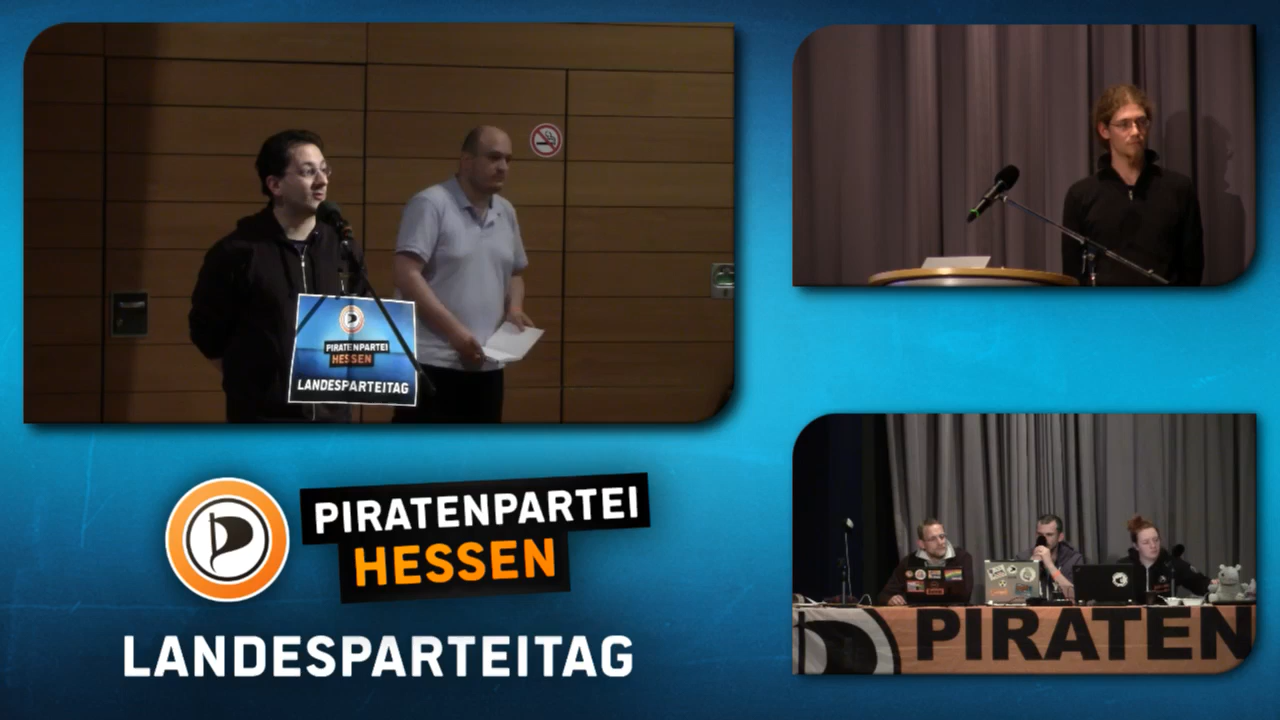 PIRATENPARTEI
HESSEN
LANDESPARTEITAG
PIRATEN
PIRATENPARTEI
HESSEN
LANDESPARTEITAG